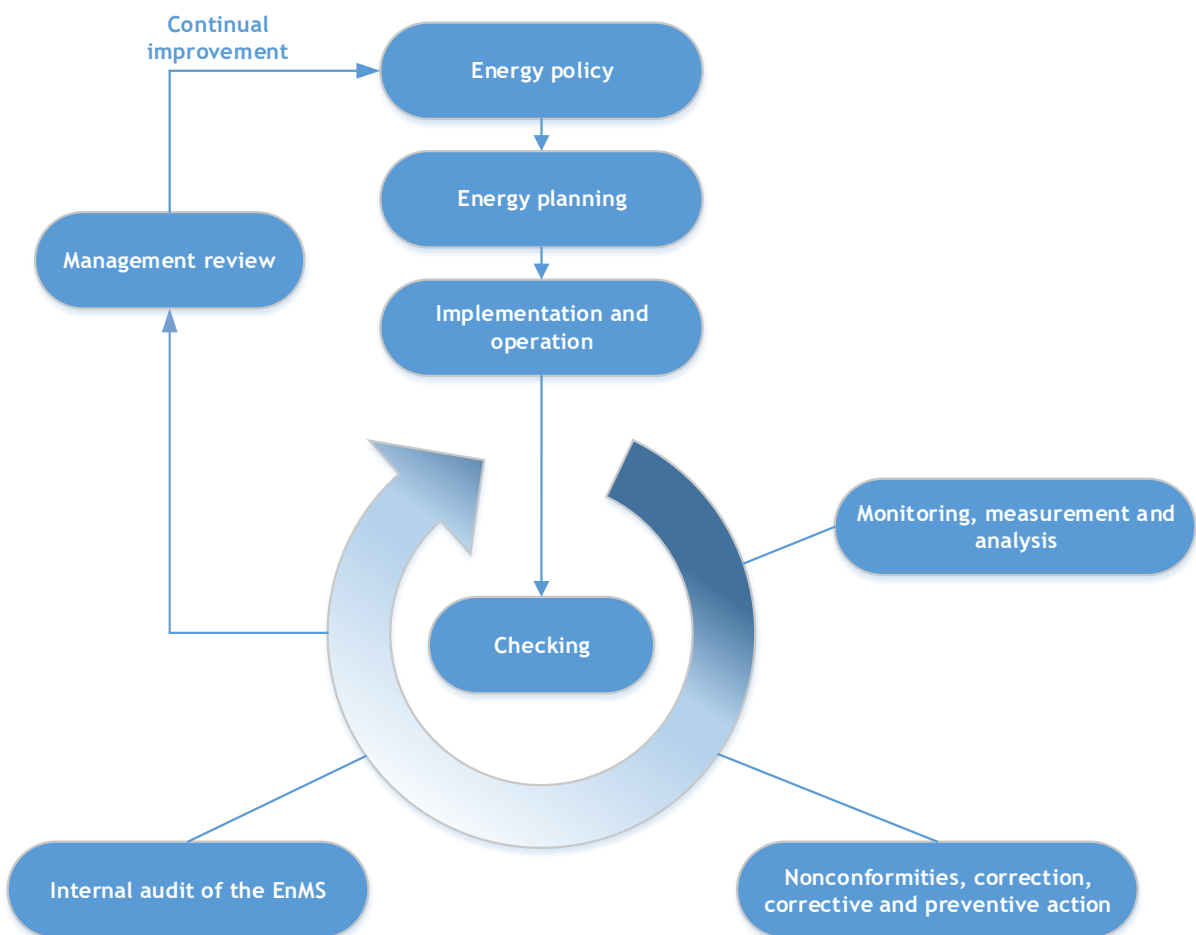 Continual
improvement
Energy policy
Energy planning
Management review
Implementation and
operation
Monitoring, measurement and
analysis
Checking
Internal audit of the EnMS
Nonconformities, correction,
corrective and preventive action